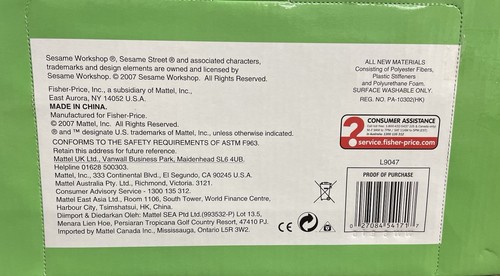 Sesame Workshop ®, Sesame Street ® and associated characters,
trademarks and design elements are owned and licensed by
Sesame Workshop. © 2007 Sesame Workshop. All Rights Reserved.
Fisher-Price, Inc., a subsidiary of Mattel, Inc.,
East Aurora, NY 14052 U.S.A.
MADE IN CHINA.
Manufactured for Fisher-Price.
© 2007 Mattel, Inc. All Rights Reserved.
® and ™ designate U.S. trademarks of Mattel, Inc., unless otherwise indicated.
CONFORMS TO THE SAFETY REQUIREMENTS OF ASTM F963.
Retain this address for future reference.
Mattel UK Ltd., Vanwall Business Park, Maidenhead SL6 4UB.
Helpline 01628 500303.
Mattel, Inc., 333 Continental Blvd., El Segundo, CA 90245 U.S.A.
Mattel Australia Pty. Ltd., Richmond, Victoria. 3121.
Consumer Advisory Service - 1300 135 312.
Mattel East Asia Ltd., Room 1106, South Tower, World Finance Centre,
Harbour City, Tsimshatsui, HK, China.
Diimport & Diedarkan Oleh: Mattel SEA Ptd Ltd.(993532-P) Lot 13.5,
Menara Lien Hoe, Persiaran Tropicana Golf Country Resort, 47410 PJ.
Imported by Mattel Canada Inc., Mississauga, Ontario L5R 3W2.
CE
ALL NEW MATERIALS
Consisting of Polyester Fibers,
Plastic Stiffeners
and Polyurethane Foam.
SURFACE WASHABLE ONLY.
REG. NO. PA-10302(HK)
?
CONSUMER ASSISTANCE
service.fisher-price.com
L9047
PROOF OF PURCHASE
0 27084 54171 7